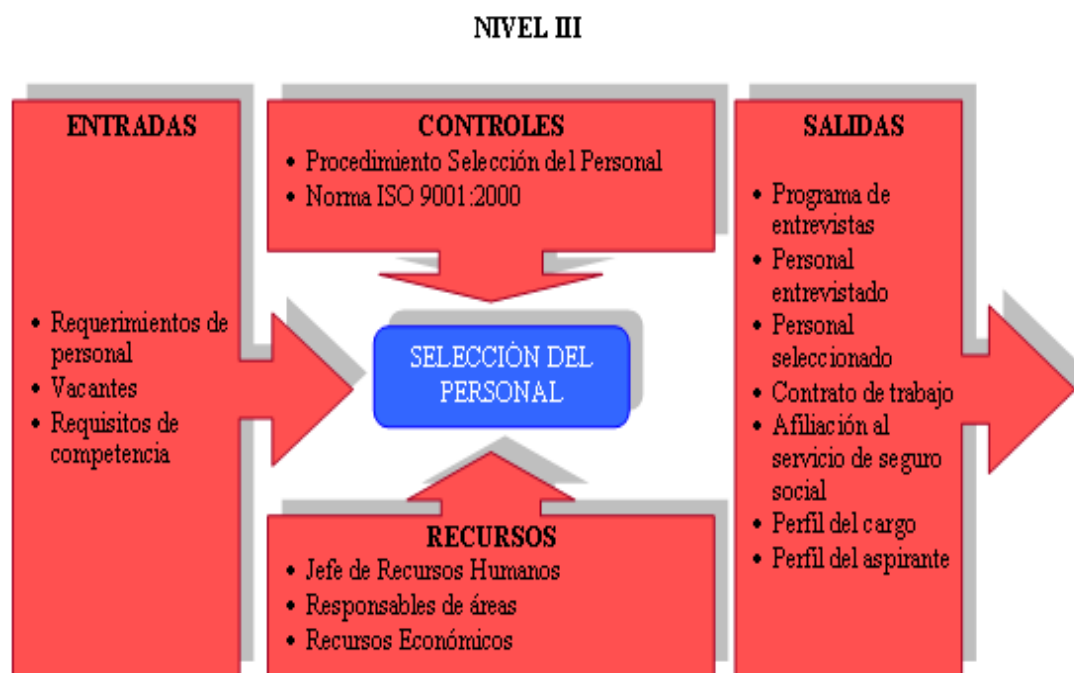 NIVEL III
ENTRADAS
• Requerimientos de
personal
• Vacantes
• Requisitos de
competencia
CONTROLES
• Procedimiento Selección del Personal
• Norma ISO 9001:2000
SELECCIÓN DEL
PERSONAL
RECURSOS
• Jefe de Recursos Humanos
• Responsables de áreas
• Recursos Económicos
SALIDAS
• Programa de
entrevistas
• Personal
entrevistado
• Personal
seleccionado
• Contrato de trabajo
• Afiliación al
servicio de seguro
social
• Perfil del cargo
• Perfil del aspirante